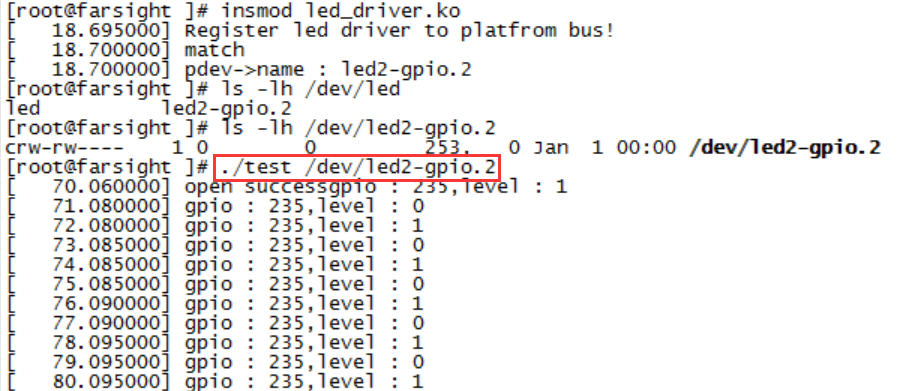 [root@farsight ]# insmod led_driver.ko
[   18.695000] Register led driver to platfrom bus!
[   18.700000] match
[   18.700000] pdev->name : led2-gpio.2
[root@farsight ]# ls -lh /dev/led
led          led2-gpio.2
[root@farsight ]# ls -lh /dev/led2-gpio.2
crw-rw----    1 0        0         253,   0 Jan  1 00:00 /dev/led2-gpio.2
[root@farsight ]# ./test /dev/led2-gpio.2
[   70.060000] open successgpio : 235,level : 1
[   71.080000] gpio : 235,level : 0
[   72.080000] gpio : 235,level : 1
[   73.085000] gpio : 235,level : 0
[   74.085000] gpio : 235,level : 1
[   75.085000] gpio : 235,level : 0
[   76.090000] gpio : 235,level : 1
[   77.090000] gpio : 235,level : 0
[   78.095000] gpio : 235,level : 1
[   79.095000] gpio : 235,level : 0
[   80.095000] gpio : 235,level : 1